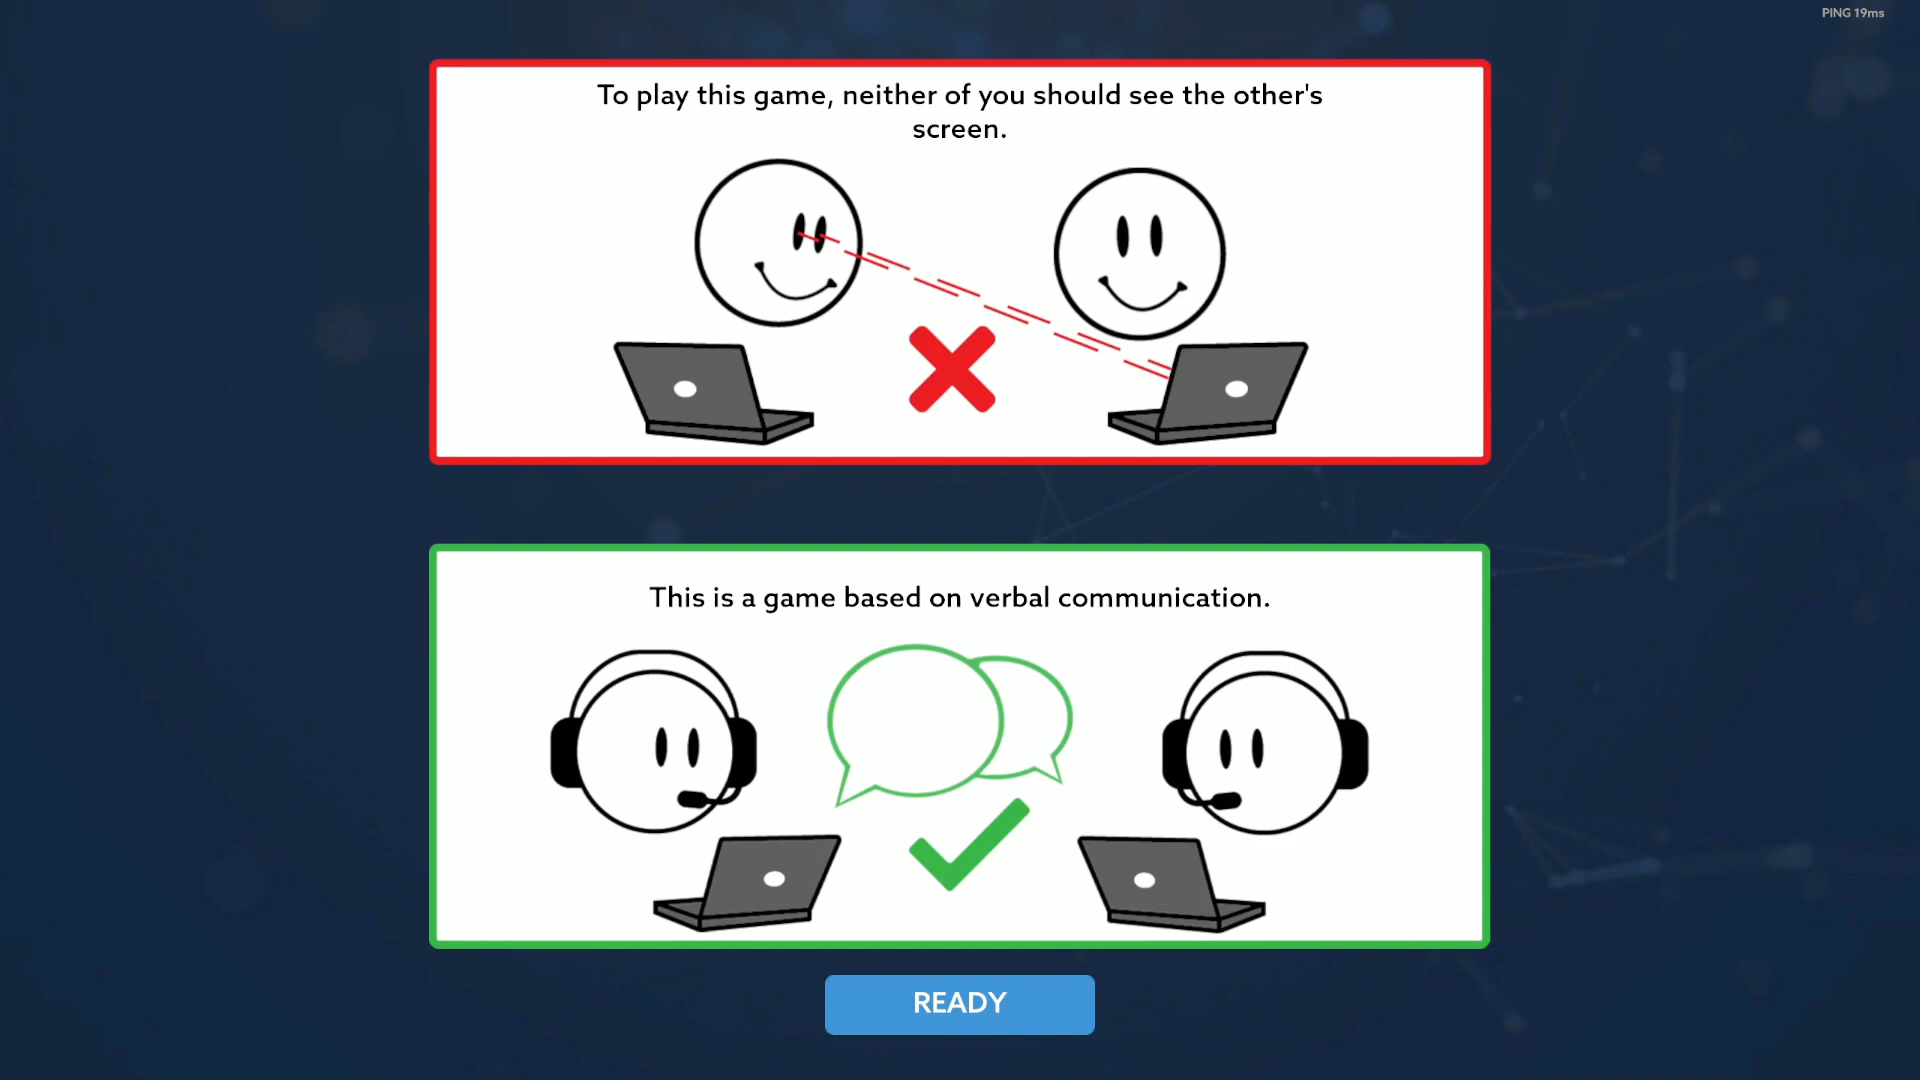 PING 19ms
To play this game, neither of you should see the other's
screen.
This is a game based on verbal communication.
READY